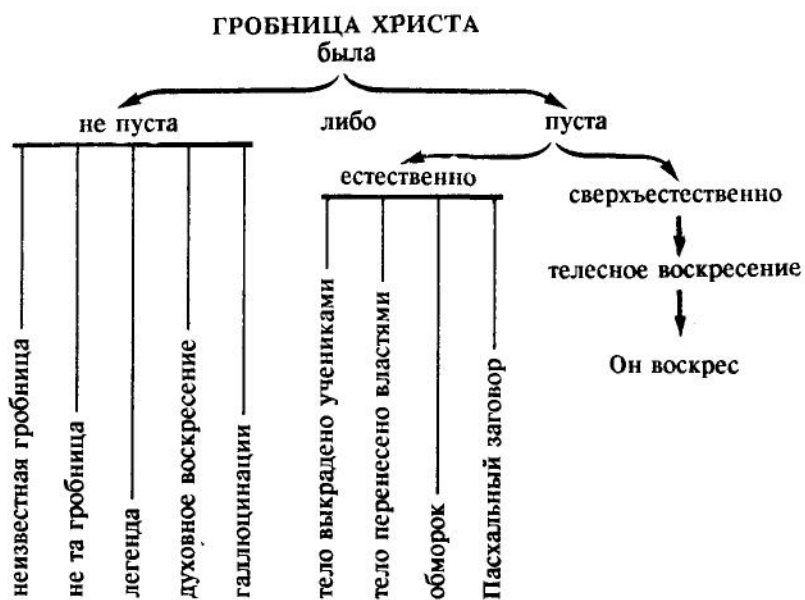 ГРОБНИЦА ХРИСТА
была
не пуста
либо
пуста
естественно
сверхъестественно
телесное воскресение
Он воскрес
неизвестная гробница
не та гробница
легенда
духовное воскресение
галлюцинации
тело выкрадено учениками
тело перенесено властями
обморок
Пасхальный заговор